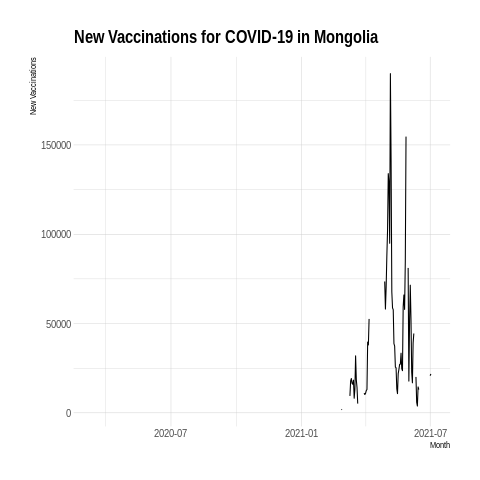 New Vaccinations for COVID-19 in Mongolia
New Vaccinations
150000
100000
50000
0
2020-07 2021-01 2021-07
Month